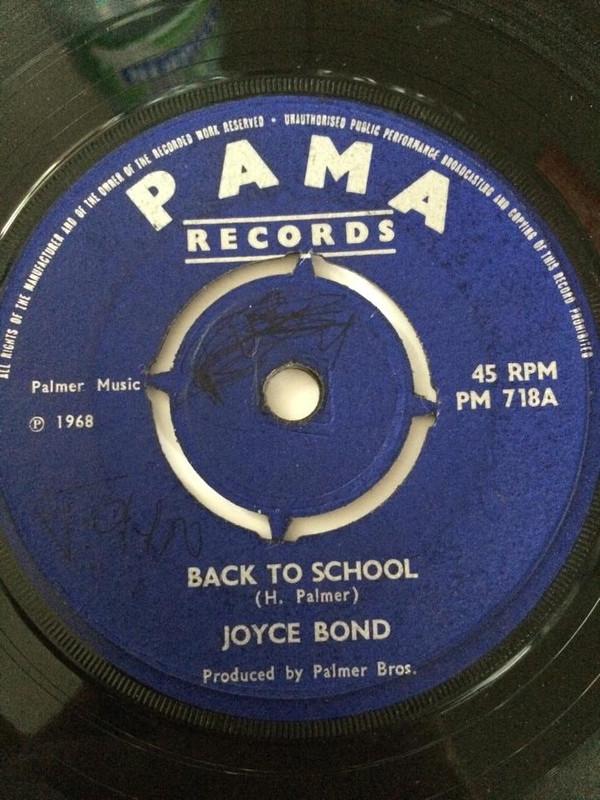 ALL RIGHTS OF THE MANUFACTURER AND OF THE OWNER OF THE RECORDED WORK RESERVED • UNAUTHORISED PUBLIC PERFORMANCE BROADCASTING AND COPYING OF THIS RECORD PROHIBITED
PAMA
RECORDS
Palmer Music
℗ 1968
45 RPM
PM 718A
BACK TO SCHOOL
(H. Palmer)
JOYCE BOND
Produced by Palmer Bros.